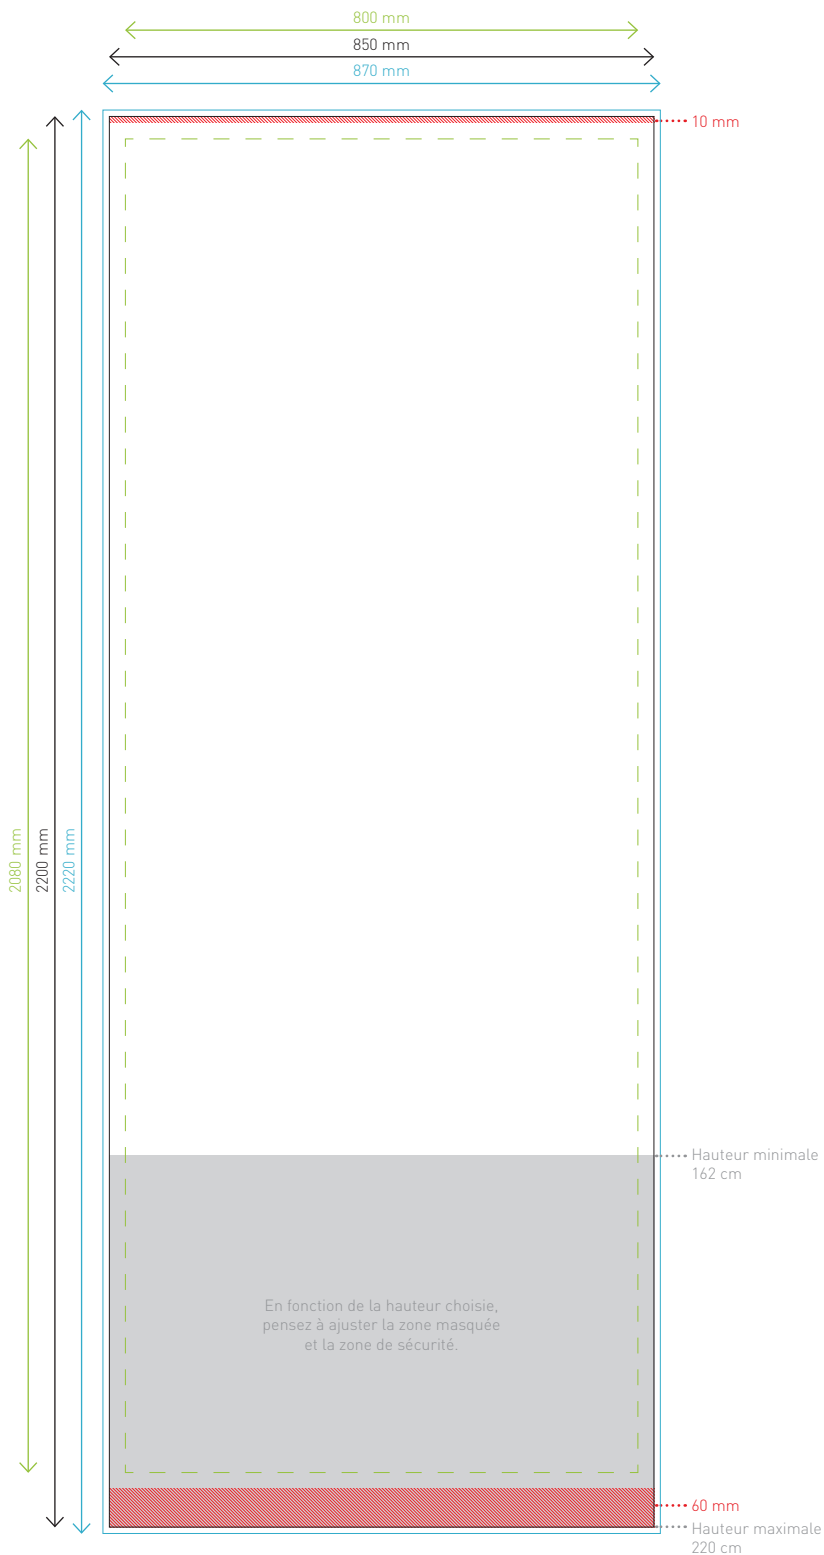 800 mm
850 mm
870 mm
10 mm
2080 mm
2200 mm
2220 mm
Hauteur minimale
162 cm
En fonction de la hauteur choisie,
pensez à ajuster la zone masquée
et la zone de sécurité.
60 mm
Hauteur maximale
220 cm